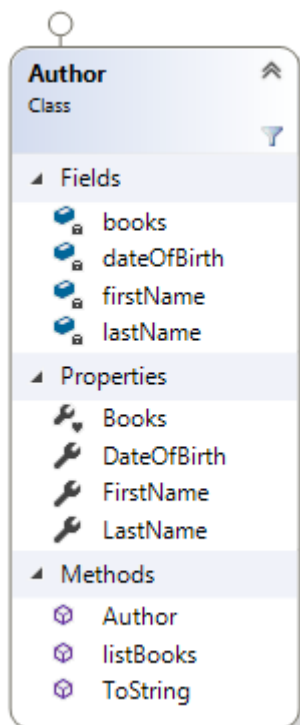 Author
Class
Fields
books
dateOfBirth
firstName
lastName
Properties
Books
DateOfBirth
FirstName
LastName
Methods
Author
listBooks
ToString